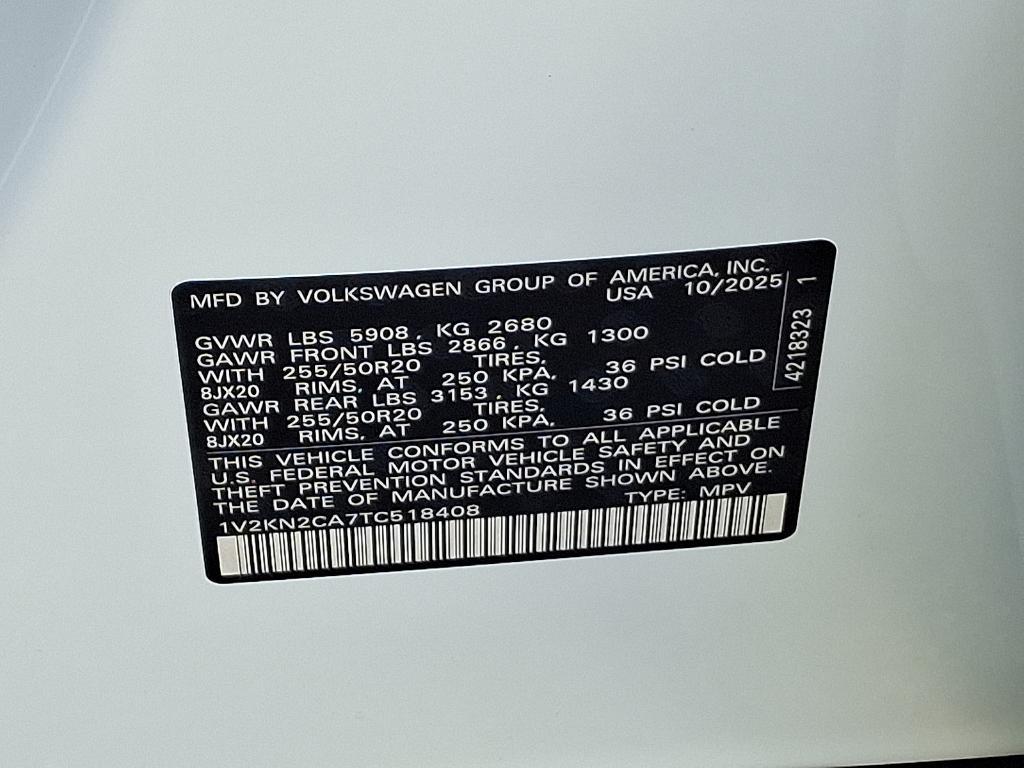 MFD BY VOLKSWAGEN GROUP OF AMERICA, INC.
USA 10/2025
GVWR LBS 5908, KG 2680
GAWR FRONT LBS 2866, KG 1300
WITH 255/50R20 TIRES,
8JX20 RIMS, AT 250 KPA, 36 PSI COLD
GAWR REAR LBS 3153, KG 1430
WITH 255/50R20 TIRES,
8JX20 RIMS, AT 250 KPA, 36 PSI COLD
THIS VEHICLE CONFORMS TO ALL APPLICABLE
U.S. FEDERAL MOTOR VEHICLE SAFETY AND
THEFT PREVENTION STANDARDS IN EFFECT ON
THE DATE OF MANUFACTURE SHOWN ABOVE.
1V2KN2CA7TC518408 TYPE: MPV
4218323 1